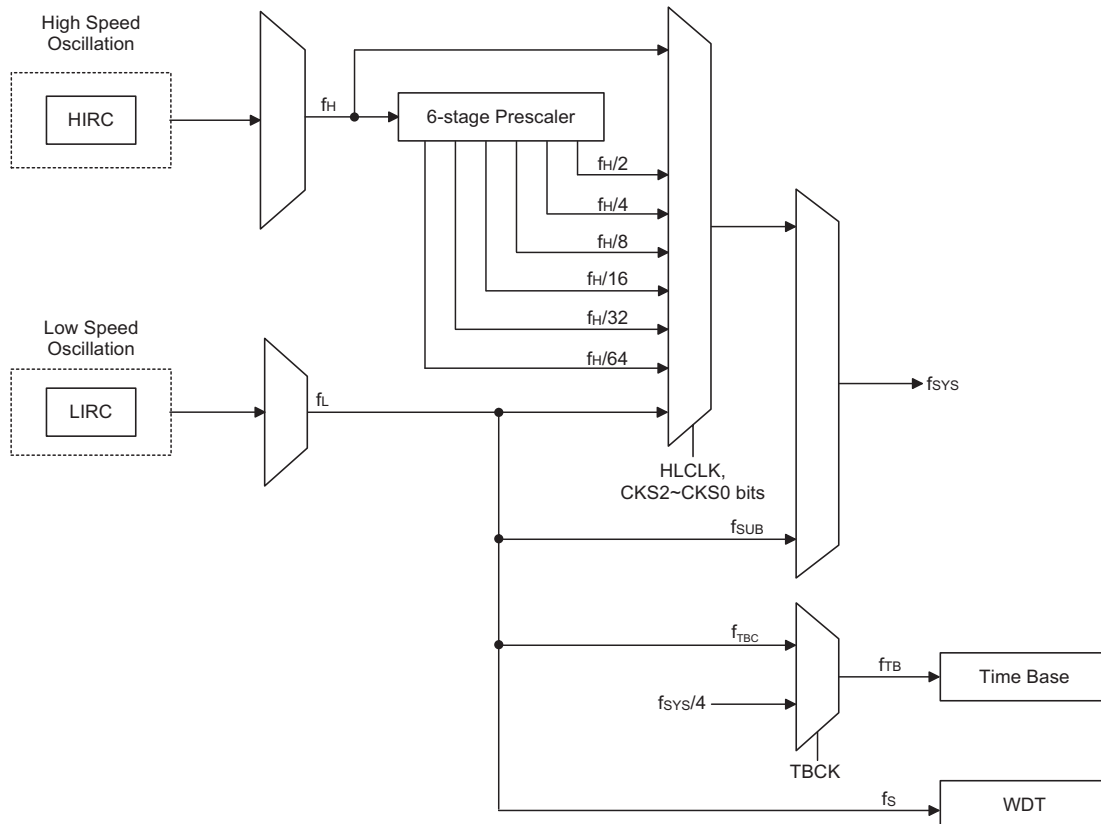 High Speed
Oscillation
HIRC
fH
6-stage Prescaler
fH/2
fH/4
fH/8
fH/16
fH/32
fH/64
Low Speed
Oscillation
LIRC
fL
HLCLK,
CKS2~CKS0 bits
fSYS
fSUB
fTBC
fSYS/4
TBCK
fTB
Time Base
fS
WDT